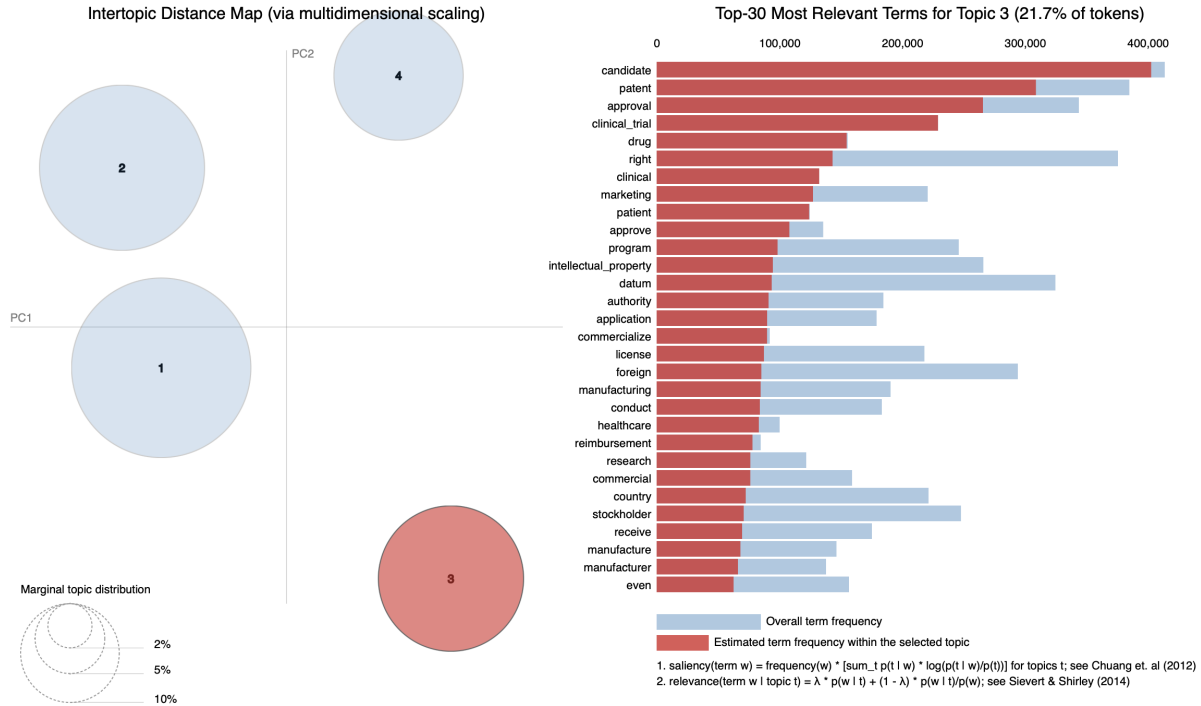 Intertopic Distance Map (via multidimensional scaling)
PC2
4
2
PC1
1
3
Marginal topic distribution
2%
5%
10%
Top-30 Most Relevant Terms for Topic 3 (21.7% of tokens)
0 100,000 200,000 300,000 400,000
candidate
patent
approval
clinical_trial
drug
right
clinical
marketing
patient
approve
program
intellectual_property
datum
authority
application
commercialize
license
foreign
manufacturing
conduct
healthcare
reimbursement
research
commercial
country
stockholder
receive
manufacture
manufacturer
even
Overall term frequency
Estimated term frequency within the selected topic
1. saliency(term w) = frequency(w) * [sum_t p(t | w) * log(p(t | w)/p(t))] for topics t; see Chuang et. al (2012)
2. relevance(term w | topic t) = λ * p(w | t) + (1 - λ) * p(w | t)/p(w); see Sievert & Shirley (2014)